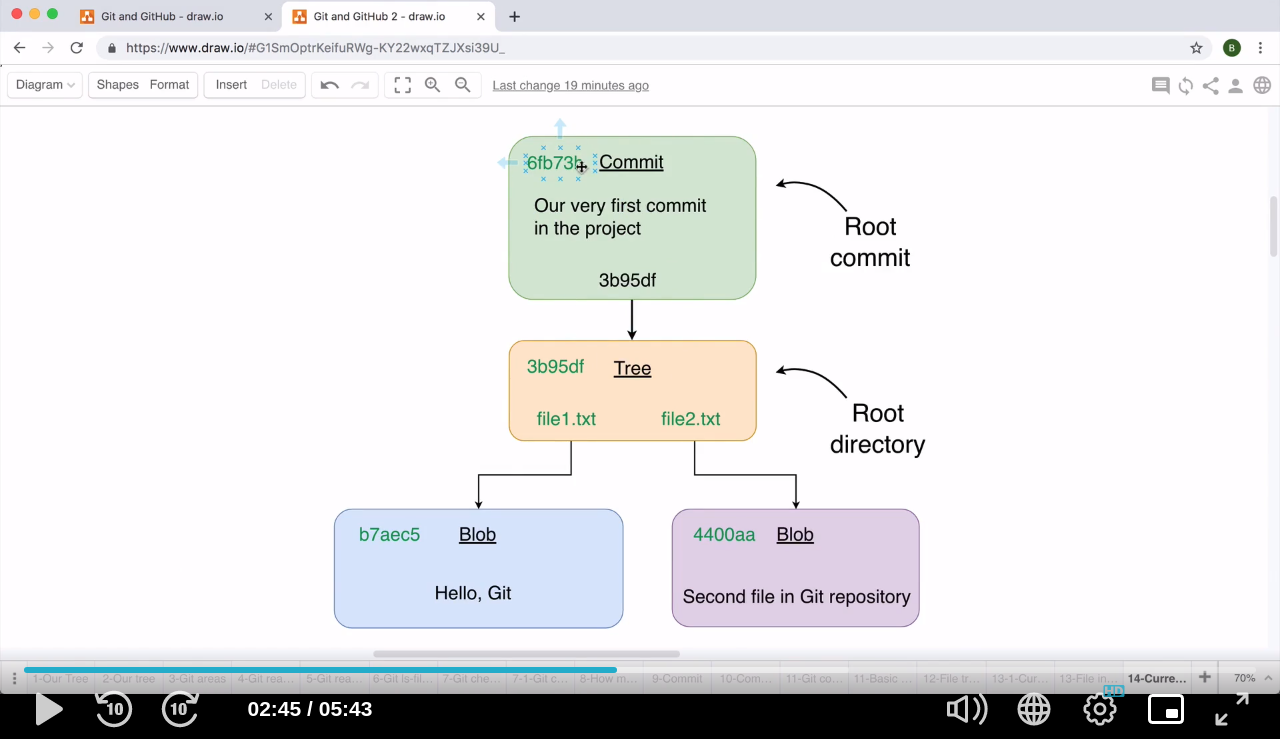 Git and GitHub - draw.io
Git and GitHub 2 - draw.io
https://www.draw.io/#G1SmOptrKeifuRWg-KY22wxqTZJXsi39U_
B
Diagram
Shapes
Format
Insert
Delete
Last change 19 minutes ago
6fb73b
Commit
Our very first commit
in the project
3b95df
Root
commit
3b95df
Tree
file1.txt
file2.txt
Root
directory
b7aec5
Blob
Hello, Git
4400aa
Blob
Second file in Git repository
1-Our Tree
2-Our tree
3-Git areas
4-Git rea...
5-Git rea...
6-Git ls-fil...
7-Git che...
7-1-Git c...
8-How m...
9-Commit
10-Com...
11-Git co...
11-Basic ...
12-File tr...
13-1-Cur...
13-File in...
14-Curre...
70%
10
10
02:45 / 05:43
HD